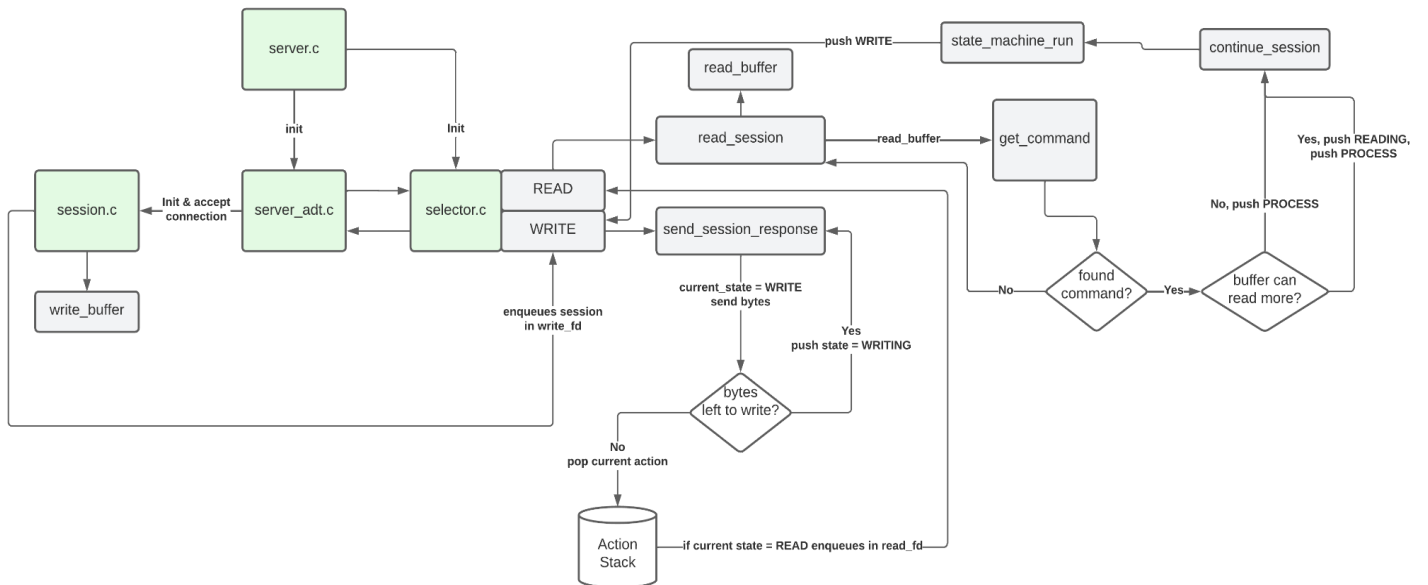 server.c
push WRITE
state_machine_run
continue_session
read_buffer
init
Init
read_session
read_buffer
get_command
Yes, push READING,
push PROCESS
session.c
Init & accept
connection
server_adt.c
selector.c
READ
WRITE
send_session_response
No, push PROCESS
write_buffer
enqueues session
in write_fd
current_state = WRITE
send bytes
Yes
push state = WRITING
No
found
command?
Yes
buffer can
read more?
bytes
left to write?
No
pop current action
Action
Stack
if current state = READ enqueues in read_fd